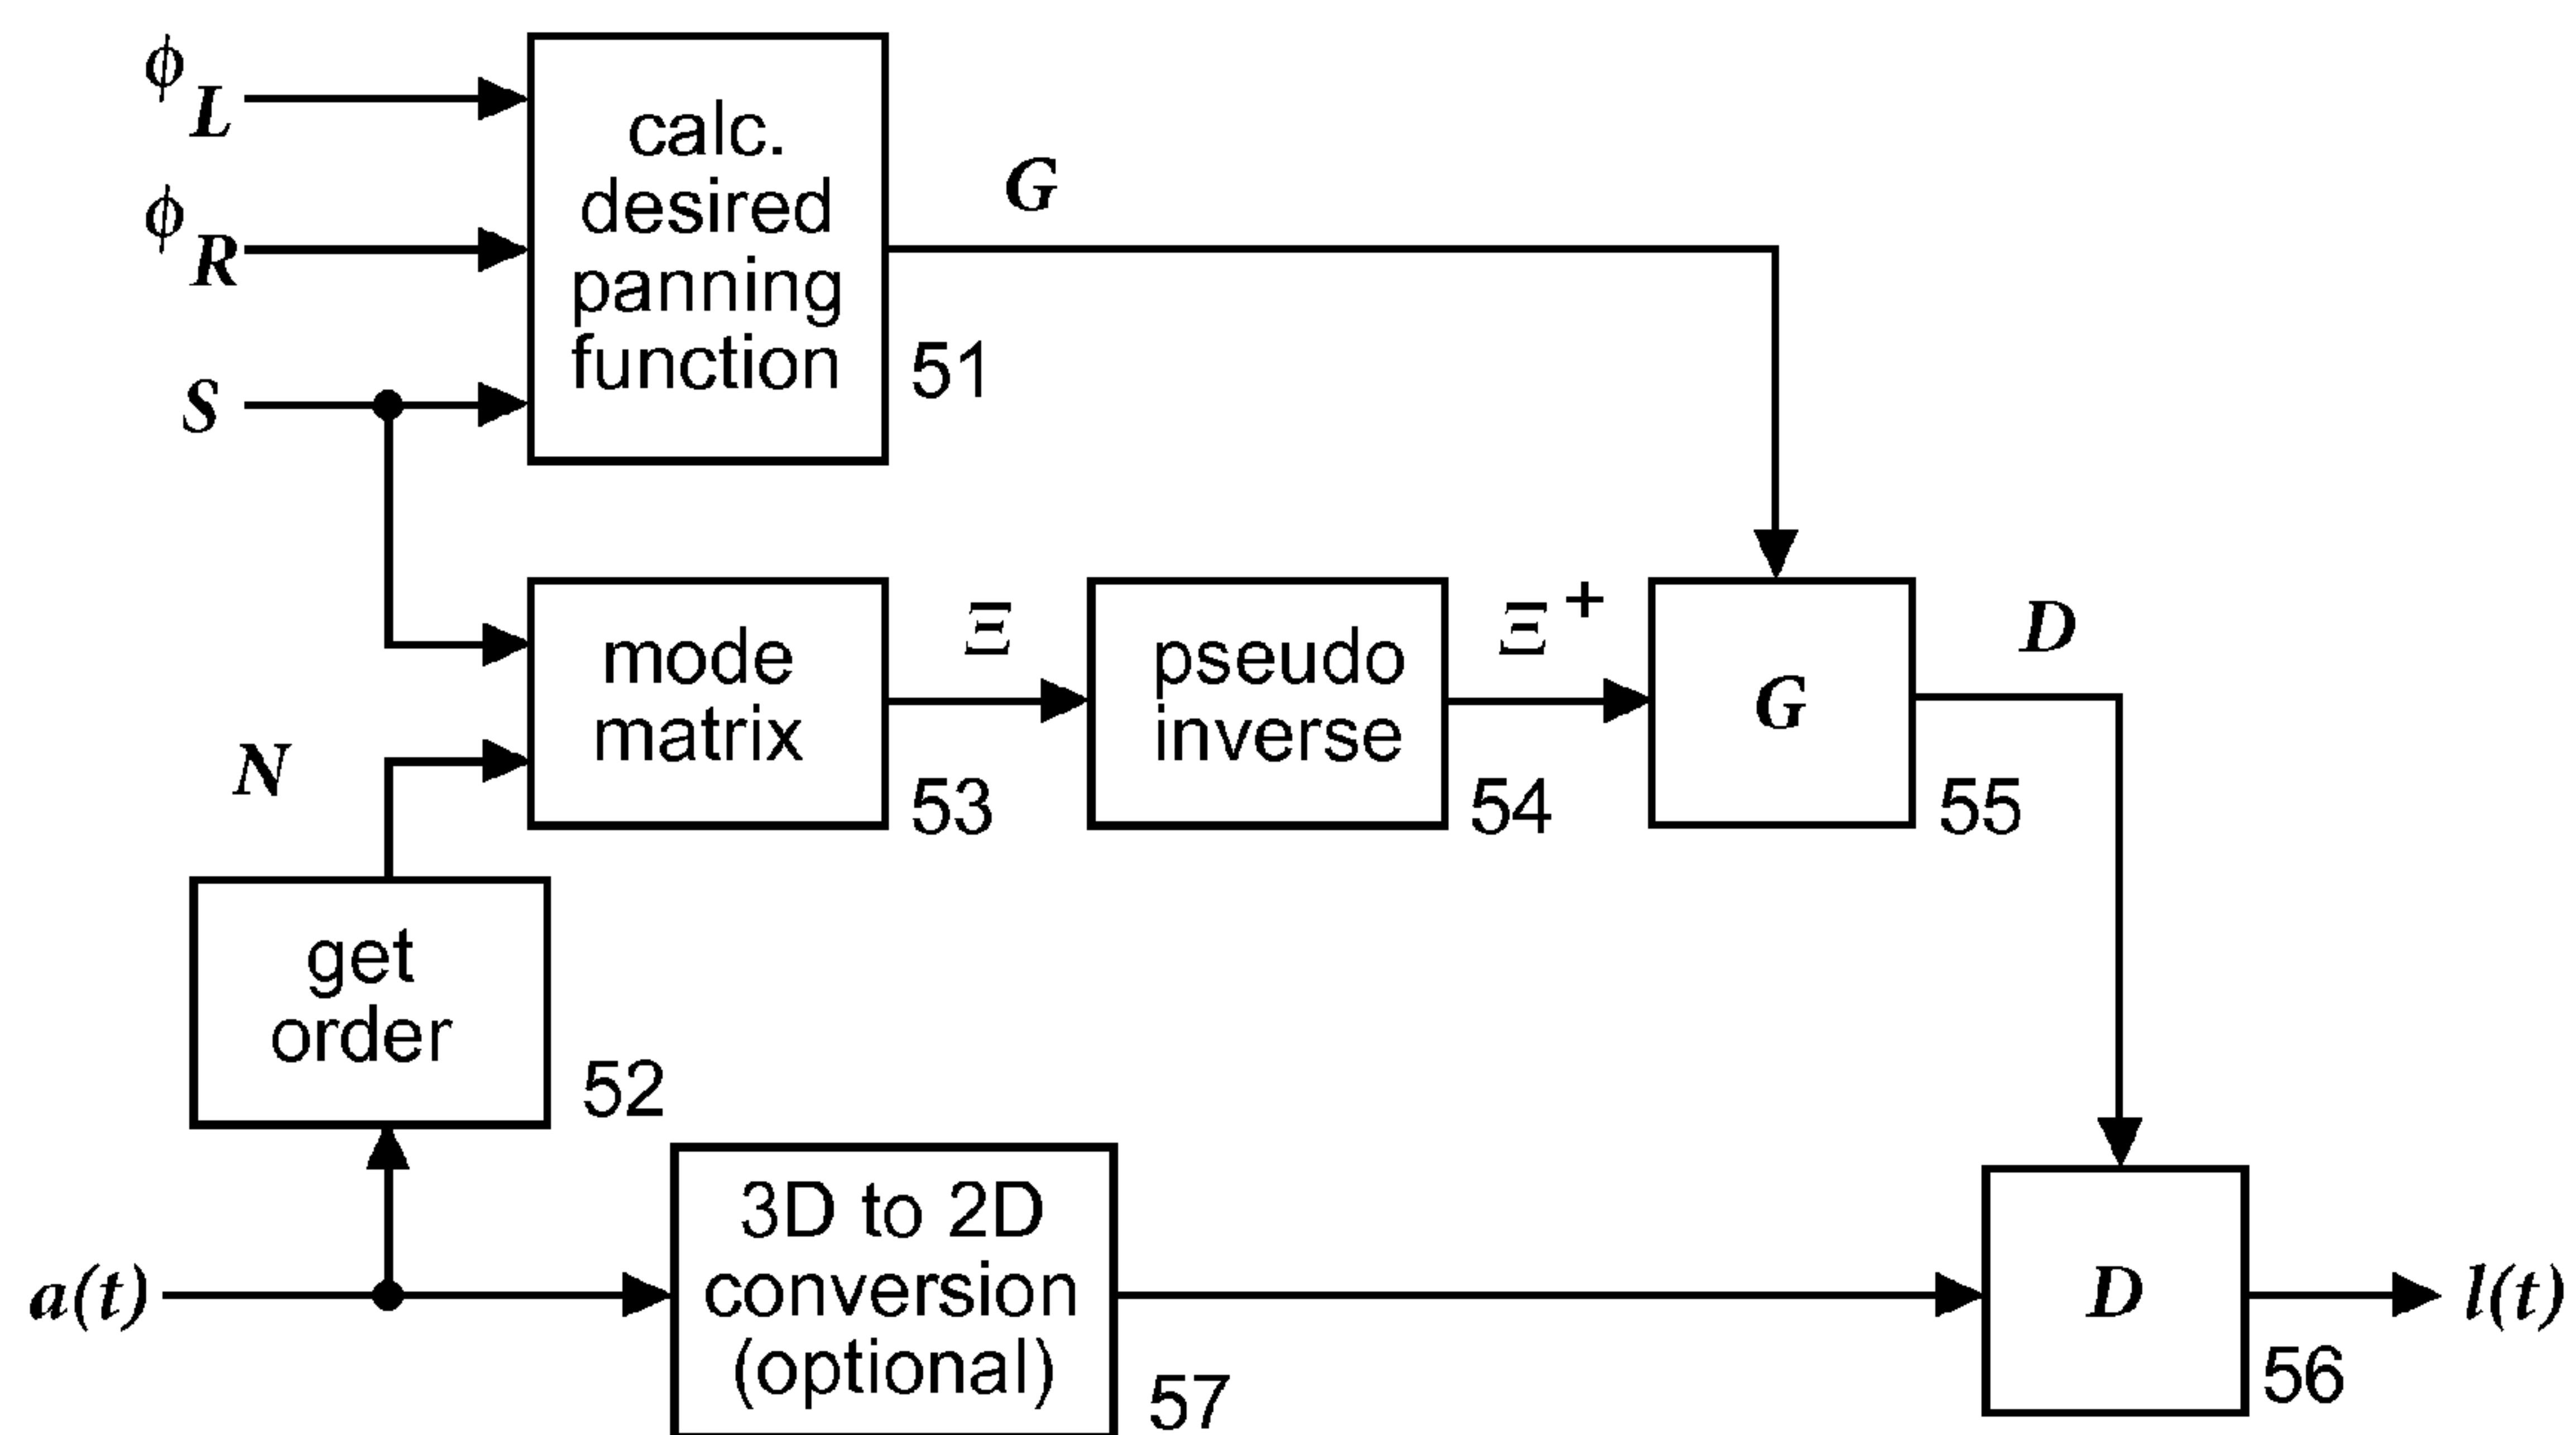 ϕL
ϕR
S
calc.
desired
panning
function
51
G
N
mode
matrix
53
Ξ
pseudo
inverse
54
Ξ+
G
55
D
get
order
52
a(t)
3D to 2D
conversion
(optional)
57
D
56
l(t)